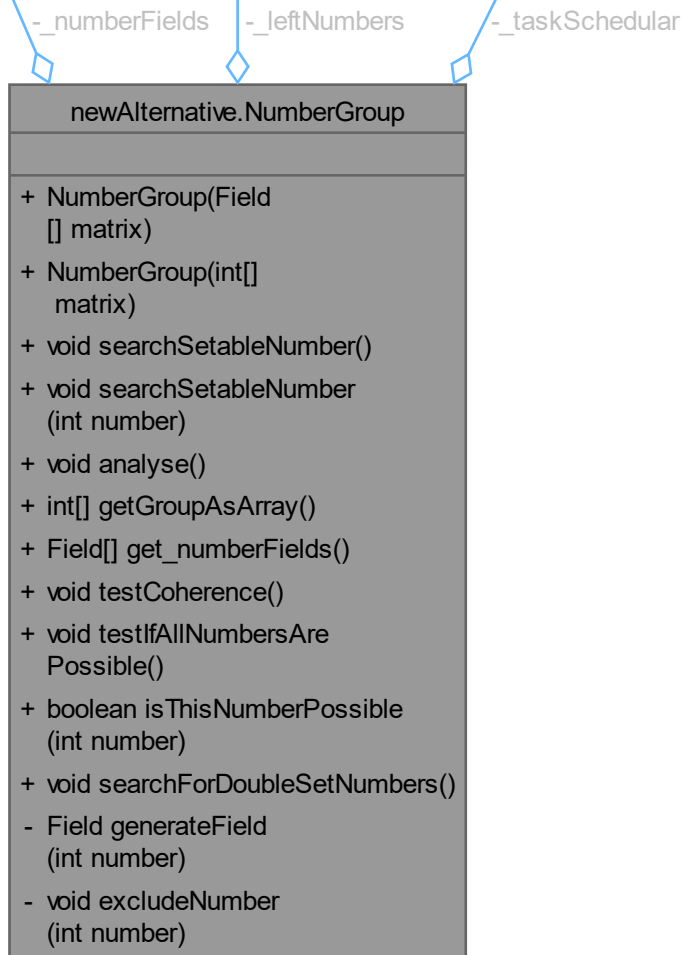 -_numberFields -_leftNumbers -_taskSchedular
newAlternative.NumberGroup
+ NumberGroup(Field
[] matrix)
+ NumberGroup(int[]
matrix)
+ void searchSetableNumber()
+ void searchSetableNumber
(int number)
+ void analyse()
+ int[] getGroupAsArray()
+ Field[] get_numberFields()
+ void testCoherence()
+ void testIfAllNumbersAre
Possible()
+ boolean isThisNumberPossible
(int number)
+ void searchForDoubleSetNumbers()
- Field generateField
(int number)
- void excludeNumber
(int number)